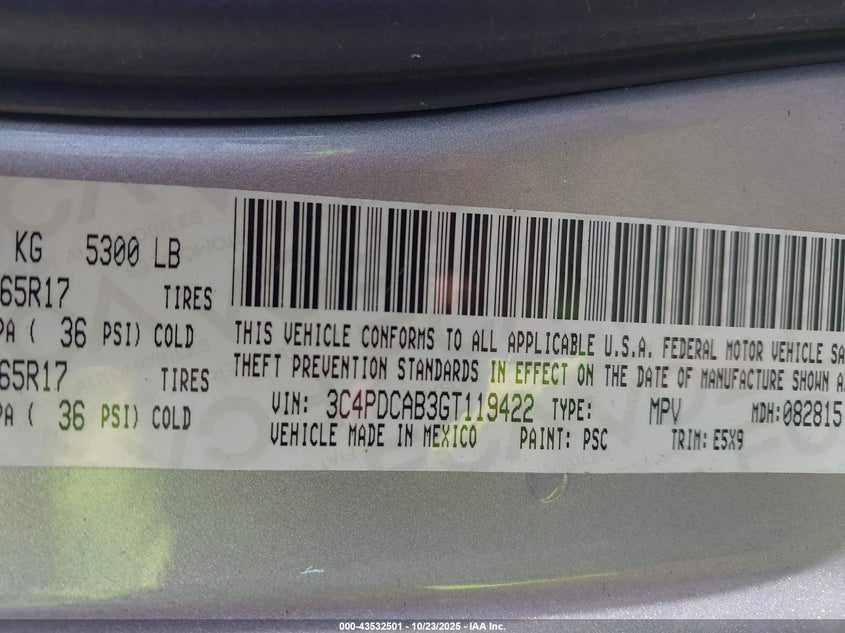 KG 5300 LB
65R17 TIRES
PA ( 36 PSI) COLD
65R17 TIRES
PA ( 36 PSI) COLD
THIS VEHICLE CONFORMS TO ALL APPLICABLE U.S.A. FEDERAL MOTOR VEHICLE SA
THEFT PREVENTION STANDARDS IN EFFECT ON THE DATE OF MANUFACTURE SHOWN A
VIN: 3C4PDCAB3GT119422 TYPE: MPV MDH:082815
VEHICLE MADE IN MEXICO PAINT: PSC TRIM: E5X9
000-43532501 - 10/23/2025 - IAA Inc.